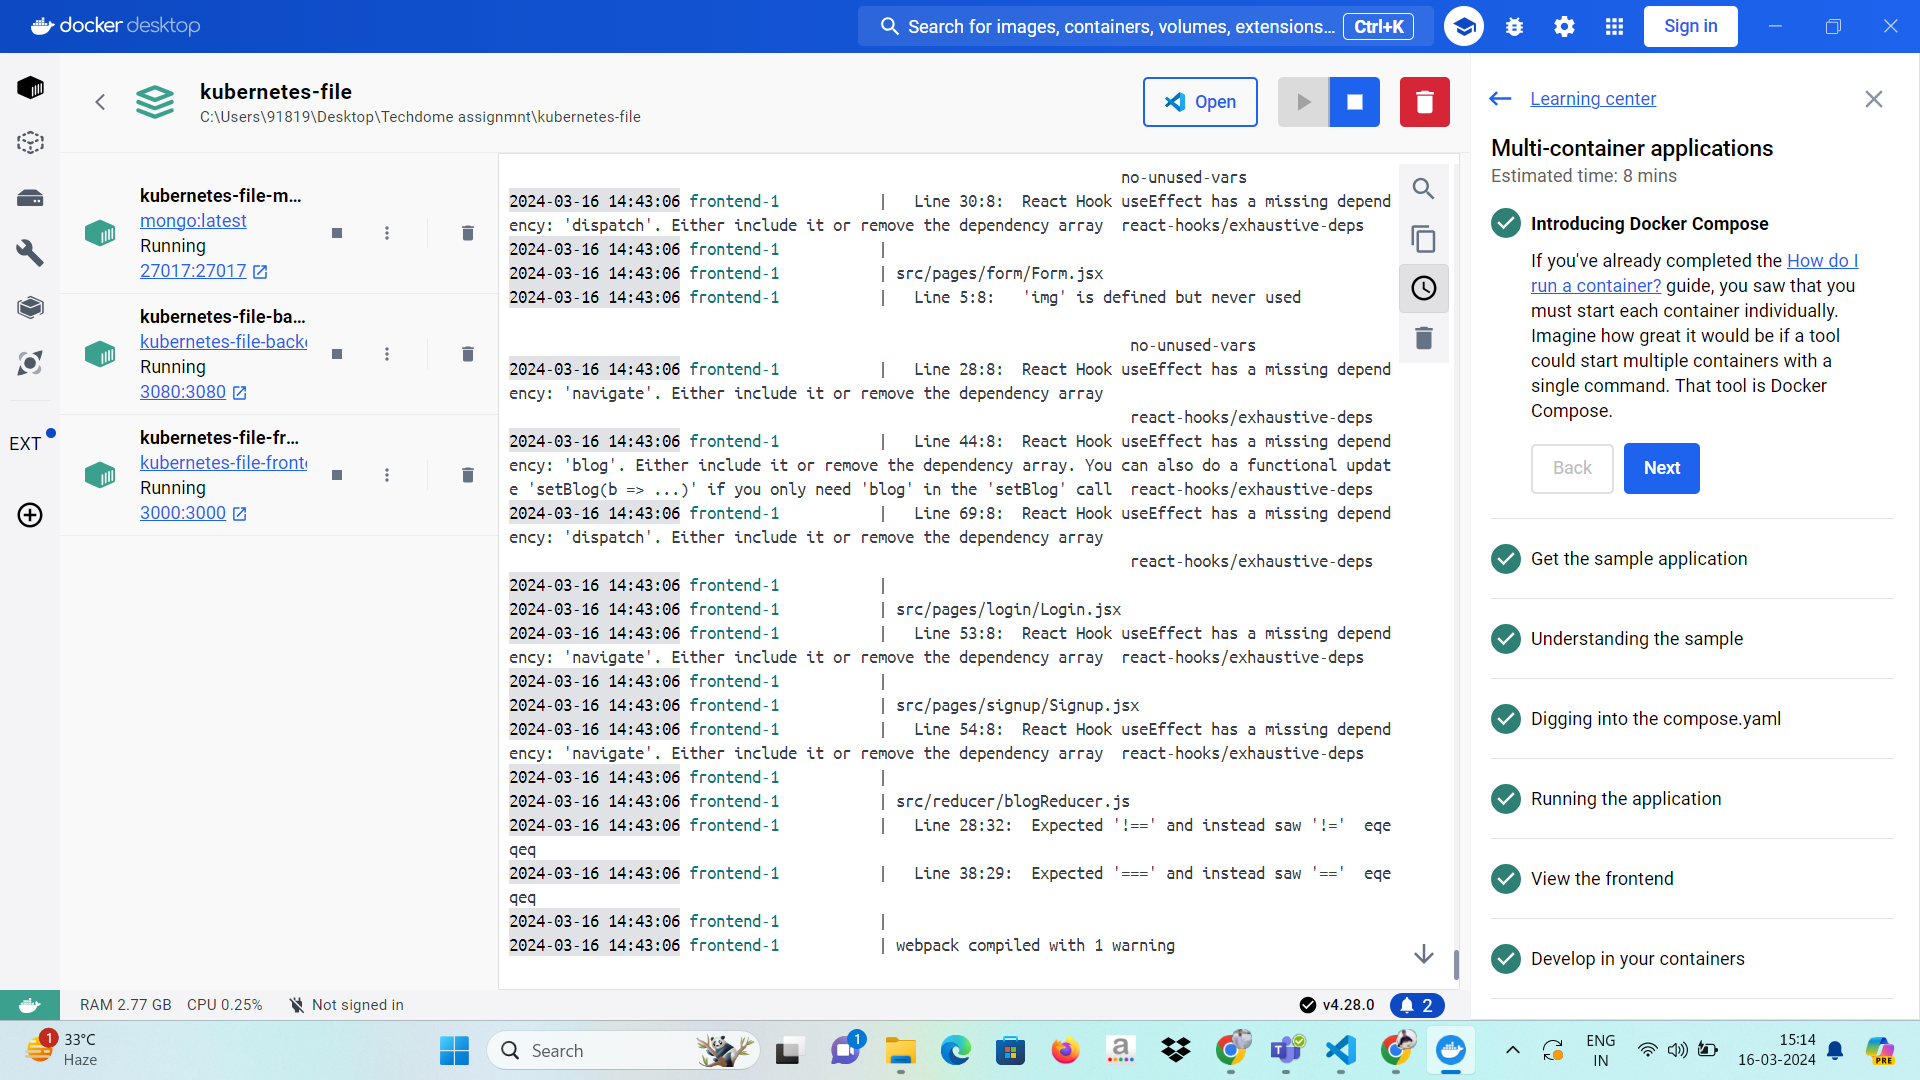 docker desktop
Search for images, containers, volumes, extensions... Ctrl+K
Sign in
kubernetes-file
C:\Users\91819\Desktop\Techdome assignmnt\kubernetes-file
Open
EXT
kubernetes-file-m...
mongo:latest
Running
27017:27017
kubernetes-file-ba...
kubernetes-file-backe
Running
3080:3080
kubernetes-file-fr...
kubernetes-file-fronte
Running
3000:3000
no-unused-vars
2024-03-16 14:43:06 frontend-1 | Line 30:8: React Hook useEffect has a missing depend
ency: 'dispatch'. Either include it or remove the dependency array react-hooks/exhaustive-deps
2024-03-16 14:43:06 frontend-1 |
2024-03-16 14:43:06 frontend-1 | src/pages/form/Form.jsx
2024-03-16 14:43:06 frontend-1 | Line 5:8: 'img' is defined but never used
no-unused-vars
2024-03-16 14:43:06 frontend-1 | Line 28:8: React Hook useEffect has a missing depend
ency: 'navigate'. Either include it or remove the dependency array
react-hooks/exhaustive-deps
2024-03-16 14:43:06 frontend-1 | Line 44:8: React Hook useEffect has a missing depend
ency: 'blog'. Either include it or remove the dependency array. You can also do a functional updat
e 'setBlog(b => ...)' if you only need 'blog' in the 'setBlog' call react-hooks/exhaustive-deps
2024-03-16 14:43:06 frontend-1 | Line 69:8: React Hook useEffect has a missing depend
ency: 'dispatch'. Either include it or remove the dependency array
react-hooks/exhaustive-deps
2024-03-16 14:43:06 frontend-1 |
2024-03-16 14:43:06 frontend-1 | src/pages/login/Login.jsx
2024-03-16 14:43:06 frontend-1 | Line 53:8: React Hook useEffect has a missing depend
ency: 'navigate'. Either include it or remove the dependency array react-hooks/exhaustive-deps
2024-03-16 14:43:06 frontend-1 |
2024-03-16 14:43:06 frontend-1 | src/pages/signup/Signup.jsx
2024-03-16 14:43:06 frontend-1 | Line 54:8: React Hook useEffect has a missing depend
ency: 'navigate'. Either include it or remove the dependency array react-hooks/exhaustive-deps
2024-03-16 14:43:06 frontend-1 |
2024-03-16 14:43:06 frontend-1 | src/reducer/blogReducer.js
2024-03-16 14:43:06 frontend-1 | Line 28:32: Expected '!==' and instead saw '!=' eqe
qeq
2024-03-16 14:43:06 frontend-1 | Line 38:29: Expected '===' and instead saw '==' eqe
qeq
2024-03-16 14:43:06 frontend-1 |
2024-03-16 14:43:06 frontend-1 | webpack compiled with 1 warning
Learning center
Multi-container applications
Estimated time: 8 mins
Introducing Docker Compose
If you've already completed the How do I
run a container? guide, you saw that you
must start each container individually.
Imagine how great it would be if a tool
could start multiple containers with a
single command. That tool is Docker
Compose.
Back
Next
Get the sample application
Understanding the sample
Digging into the compose.yaml
Running the application
View the frontend
Develop in your containers
RAM 2.77 GB CPU 0.25% Not signed in
v4.28.0
2
1
33°C
Haze
Search
1
a
PRE
ENG
IN
15:14
16-03-2024